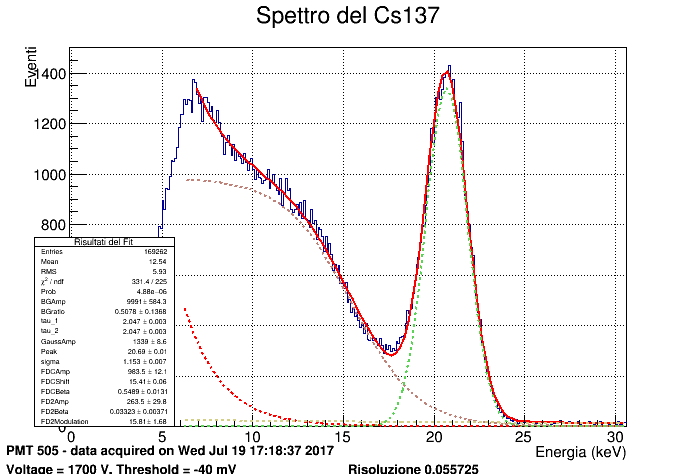 Spettro del Cs137
Eventi
1400
1200
1000
800
0
Risultati del Fit
Entries 169262
Mean 12.54
RMS 5.93
χ² / ndf 331.4 / 225
Prob 4.88e-06
BGAmp 9991 ± 584.3
BGratio 0.5078 ± 0.1368
tau_1 2.047 ± 0.003
tau_2 2.047 ± 0.003
GaussAmp 1339 ± 8.6
Peak 20.69 ± 0.01
sigma 1.153 ± 0.007
FDCAmp 983.5 ± 12.1
FDCShift 15.41 ± 0.06
FDCBeta 0.5489 ± 0.0131
FD2Amp 263.5 ± 29.8
FD2Beta 0.03323 ± 0.00371
FD2Modulation 15.81 ± 1.68
5 10 15 20 25 30
Energia (keV)
PMT 505 - data acquired on Wed Jul 19 17:18:37 2017
Voltage = 1700 V, Threshold = -40 mV Risoluzione 0.055725